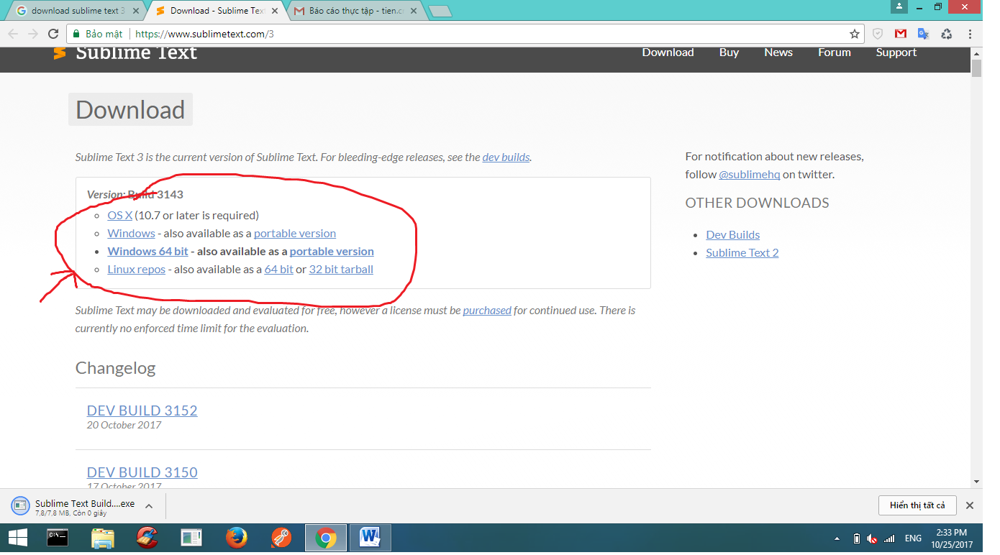 download sublime text 3
Download - Sublime Tex
Báo cáo thực tập - tien.c
Bảo mật
https://www.sublimetext.com/3
Sublime Text
Download Buy News Forum Support
Download
Sublime Text 3 is the current version of Sublime Text. For bleeding-edge releases, see the dev builds.
Version: Build 3143
OS X (10.7 or later is required)
Windows - also available as a portable version
Windows 64 bit - also available as a portable version
Linux repos - also available as a 64 bit or 32 bit tarball
Sublime Text may be downloaded and evaluated for free, however a license must be purchased for continued use. There is
currently no enforced time limit for the evaluation.
For notification about new releases,
follow @sublimehq on twitter.
OTHER DOWNLOADS
Dev Builds
Sublime Text 2
Changelog
DEV BUILD 3152
20 October 2017
DEV BUILD 3150
17 October 2017
Sublime Text Build....exe
7,8/7,8 MB, Còn 0 giây
Hiển thị tất cả
ENG
2:33 PM
10/25/2017